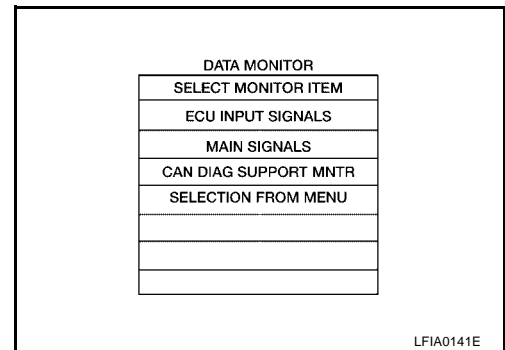 DATA MONITOR
SELECT MONITOR ITEM
ECU INPUT SIGNALS
MAIN SIGNALS
CAN DIAG SUPPORT MNTR
SELECTION FROM MENU
LFIA0141E